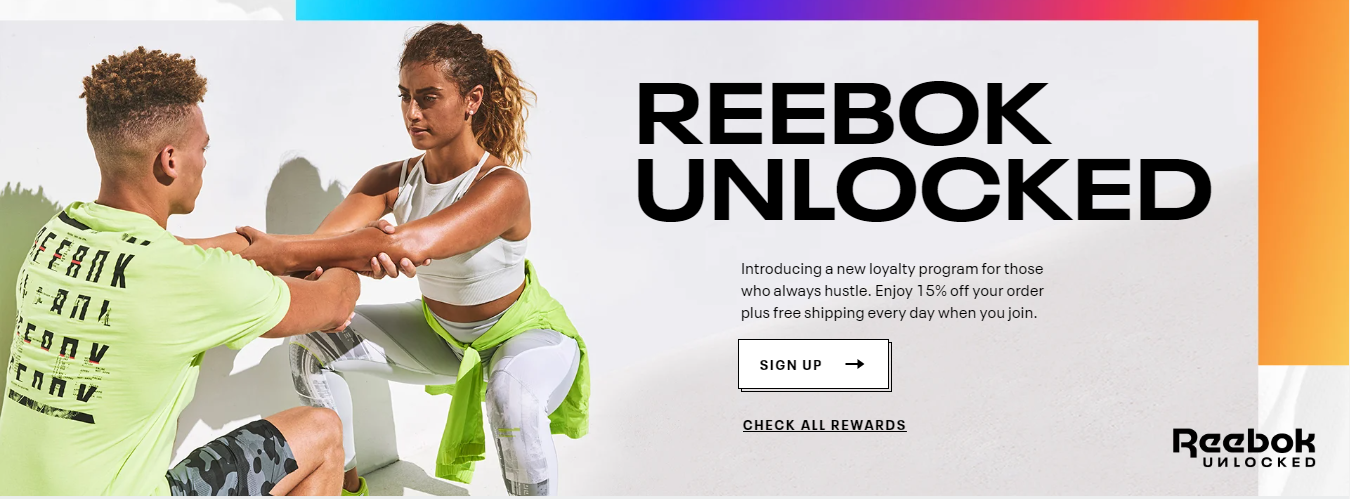 REEBOK
UNLOCKED
Introducing a new loyalty program for those
who always hustle. Enjoy 15% off your order
plus free shipping every day when you join.
SIGN UP
CHECK ALL REWARDS
Reebok
UNLOCKED